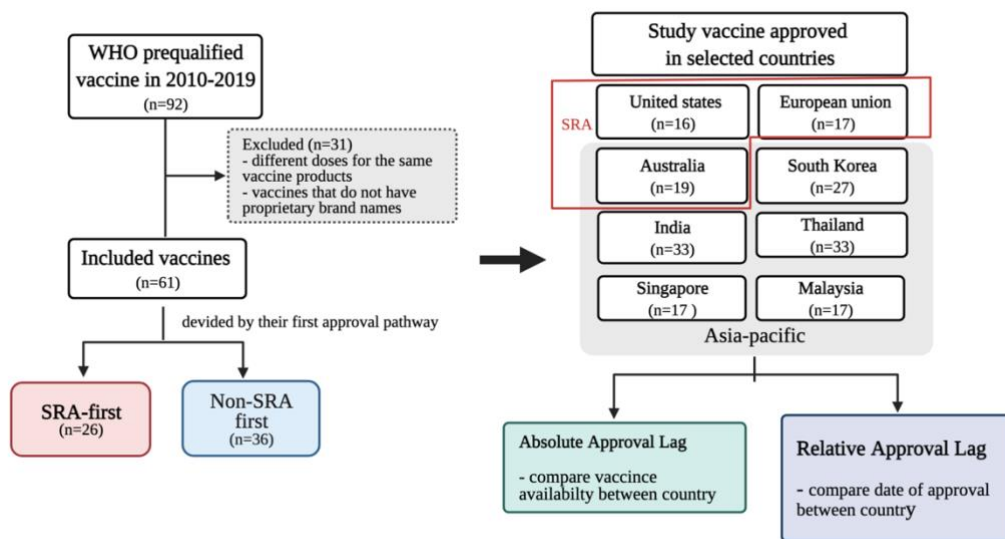 WHO prequalified
vaccine in 2010-2019
(n=92)
Excluded (n=31)
- different doses for the same
vaccine products
- vaccines that do not have
proprietary brand names
Included vaccines
(n=61)
devided by their first approval pathway
SRA-first
(n=26)
Non-SRA
first
(n=36)
Study vaccine approved
in selected countries
SRA
United states
(n=16)
European union
(n=17)
Australia
(n=19)
South Korea
(n=27)
India
(n=33)
Thailand
(n=33)
Singapore
(n=17 )
Malaysia
(n=17)
Asia-pacific
Absolute Approval Lag
- compare vaccince
availabilty between country
Relative Approval Lag
- compare date of approval
between country